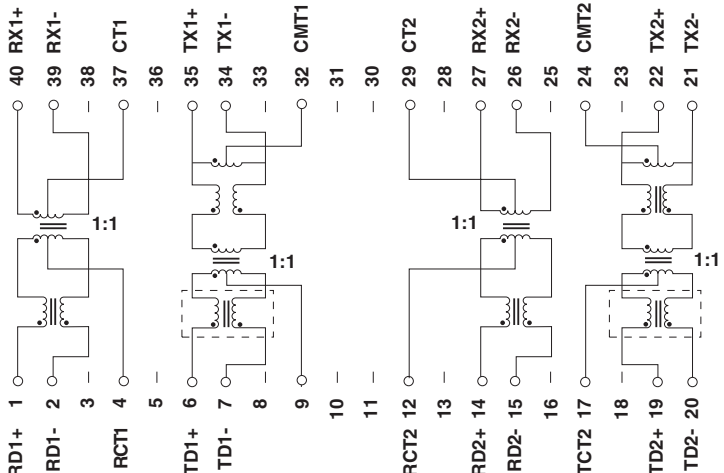 RX1+ RX1- CT1 TX1+ TX1- CMT1 CT2 RX2+ RX2- CMT2 TX2+ TX2-
40 39 38 37 36 35 34 33 32 31 30 29 28 27 26 25 24 23 22 21
1:1 1:1
1:1 1:1
1 2 3 4 5 6 7 8 9 10 11 12 13 14 15 16 17 18 19 20
RD1+ RD1- RCT1 TD1+ TD1- RCT2 RD2+ RD2- TCT2 TD2+ TD2-